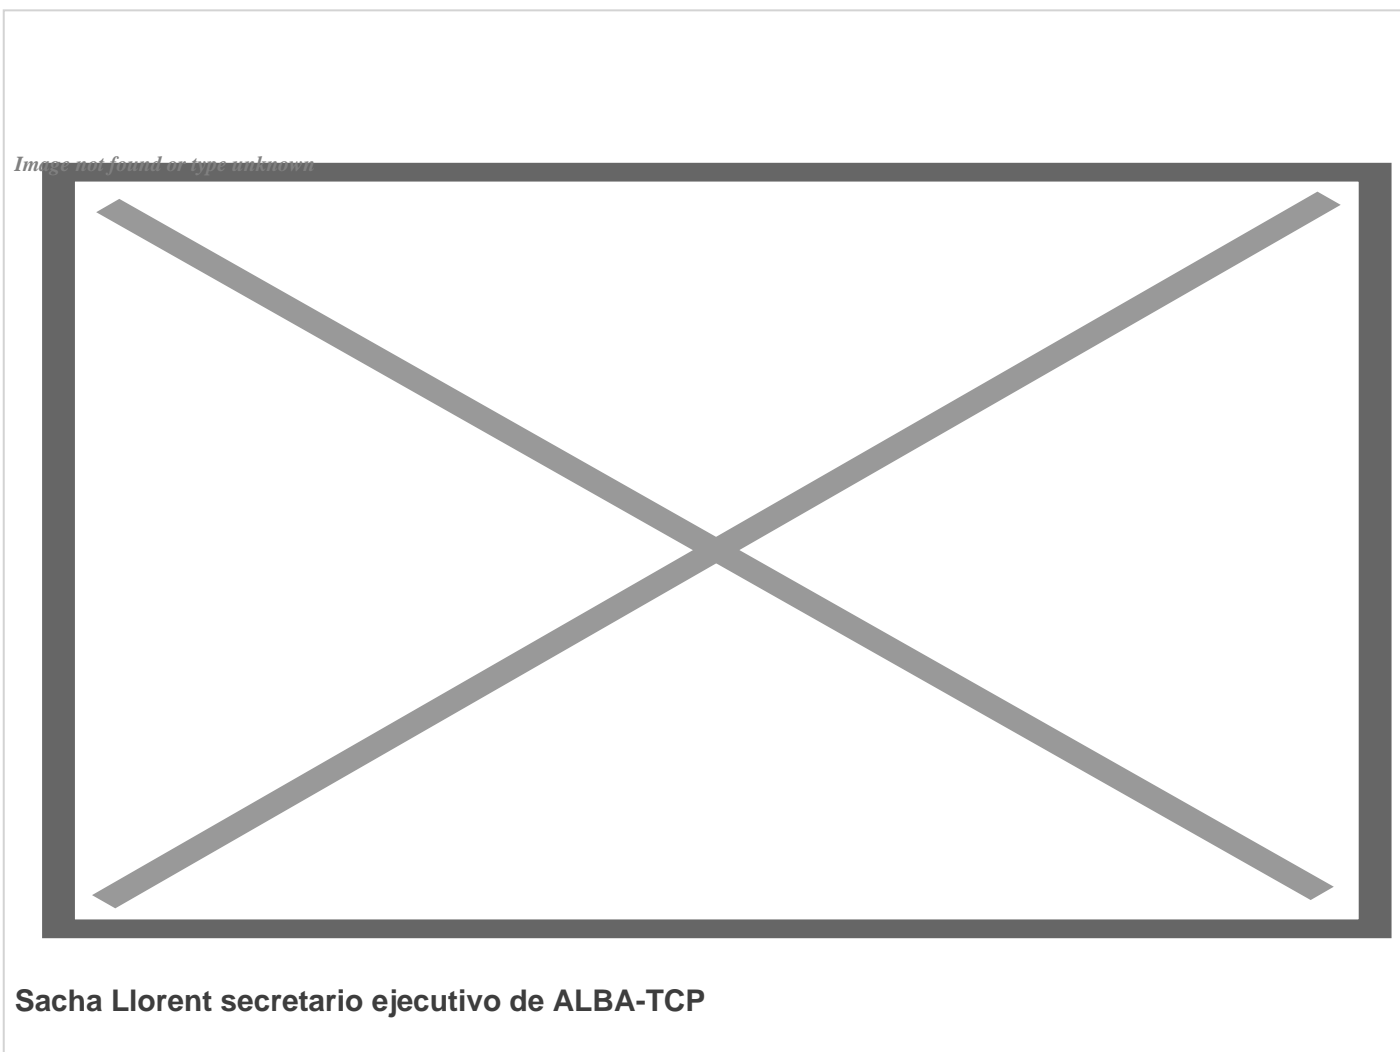 Image not found or type unknown
Sacha Llorent secretario ejecutivo de ALBA-TCP